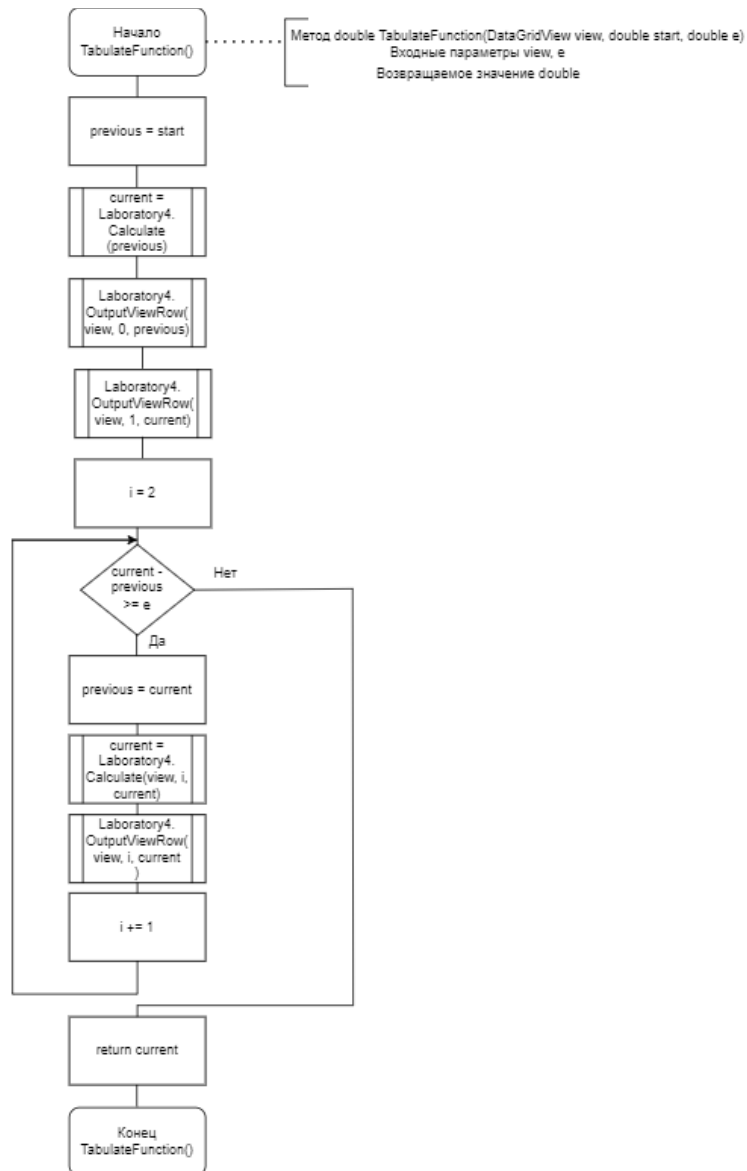 Начало
TabulateFunction()
Метод double TabulateFunction(DataGridView view, double start, double e)
Входные параметры view, e
Возвращаемое значение double
previous = start
current =
Laboratory4.
Calculate
(previous)
Laboratory4.
OutputViewRow(
view, 0, previous)
Laboratory4.
OutputViewRow(
view, 1, current)
i = 2
current -
previous
>= e
Нет
Да
previous = current
current =
Laboratory4.
Calculate(view, i,
current)
Laboratory4.
OutputViewRow(
view, i, current
)
i += 1
return current
Конец
TabulateFunction()